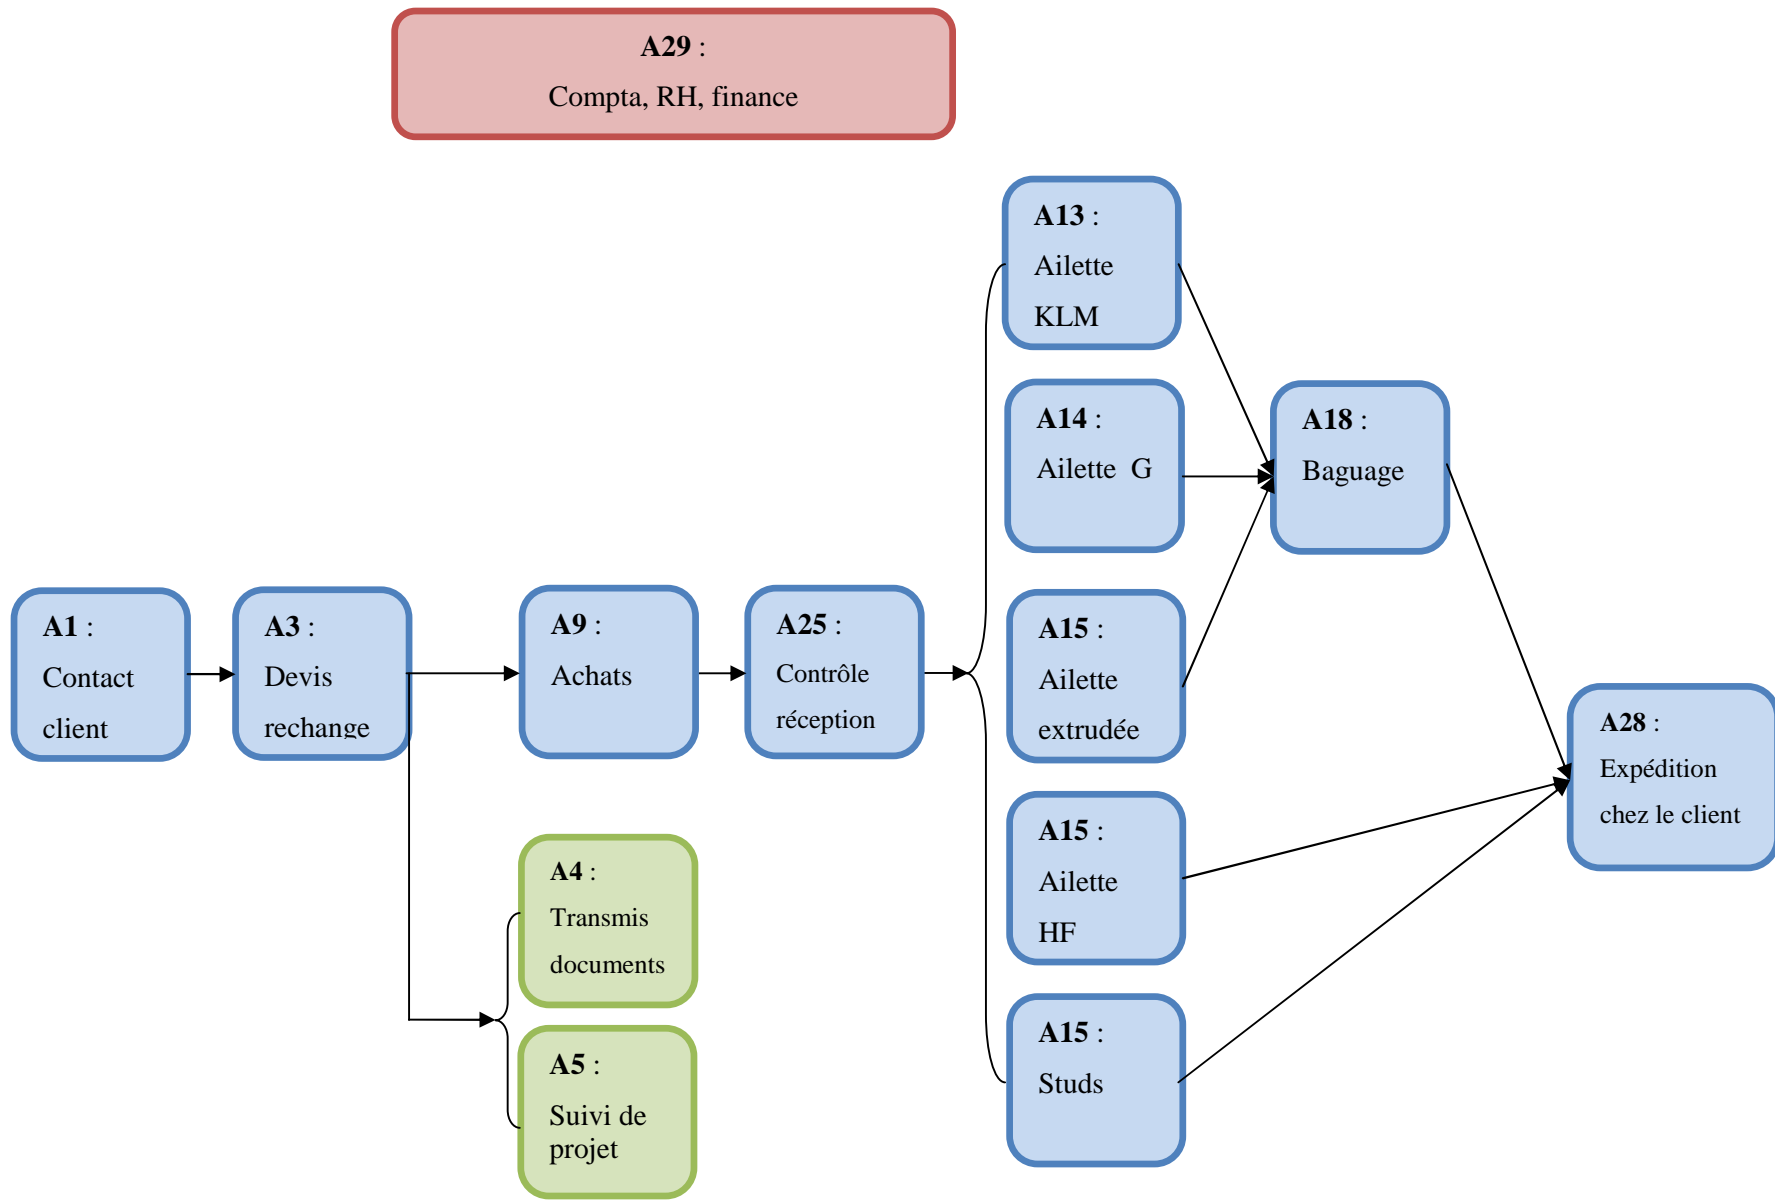 A29 :
Compta, RH, finance
A13 :
Ailette
KLM
A14 :
Ailette G
A18 :
Baguage
A1 :
Contact
client
A3 :
Devis
rechange
A9 :
Achats
A25 :
Contrôle
réception
A15 :
Ailette
extrudée
A28 :
Expédition
chez le client
A4 :
Transmis
documents
A15 :
Ailette
HF
A5 :
Suivi de
projet
A15 :
Studs